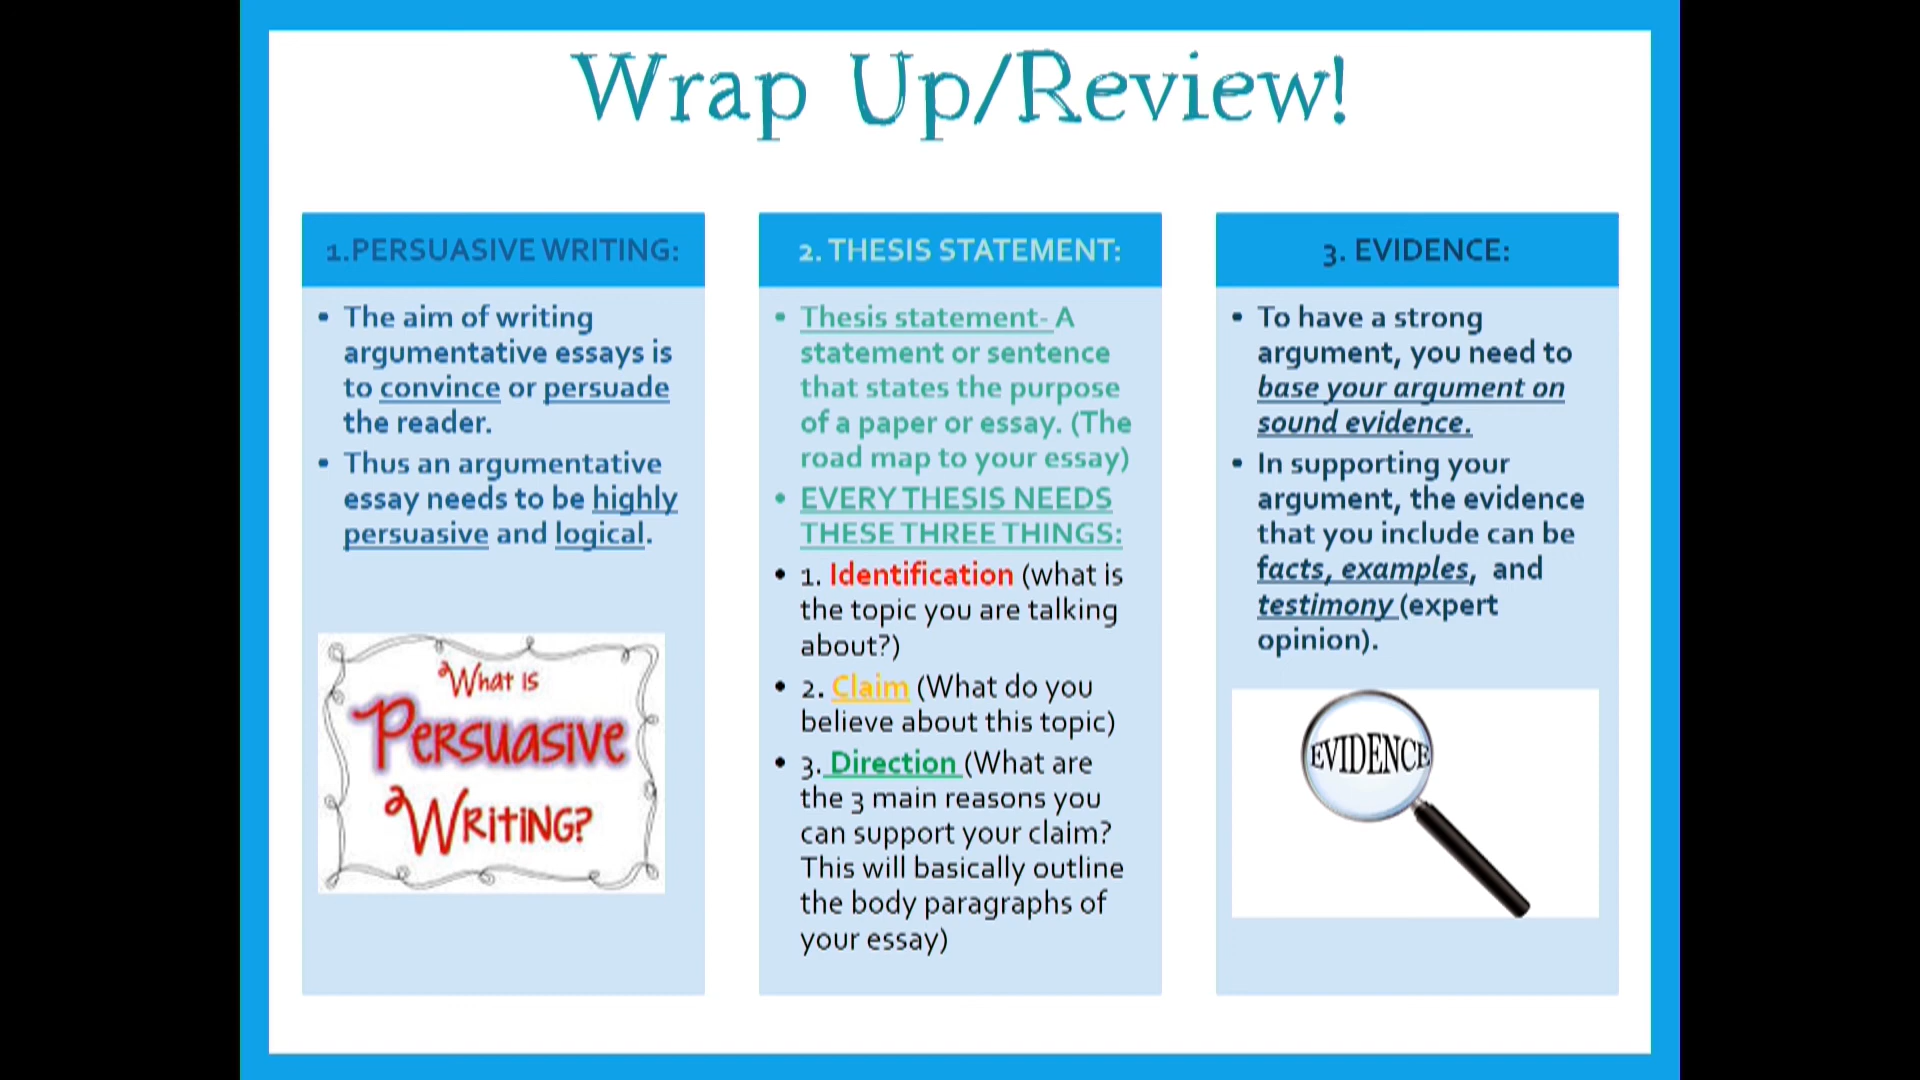 Wrap Up/Review!
1.PERSUASIVE WRITING:
• The aim of writing
argumentative essays is
to convince or persuade
the reader.
• Thus an argumentative
essay needs to be highly
persuasive and logical.
What is
Persuasive
Writing?
2. THESIS STATEMENT:
• Thesis statement- A
statement or sentence
that states the purpose
of a paper or essay. (The
road map to your essay)
• EVERY THESIS NEEDS
THESE THREE THINGS:
• 1. Identification (what is
the topic you are talking
about?)
• 2. Claim (What do you
believe about this topic)
• 3. Direction (What are
the 3 main reasons you
can support your claim?
This will basically outline
the body paragraphs of
your essay)
3. EVIDENCE:
• To have a strong
argument, you need to
base your argument on
sound evidence.
• In supporting your
argument, the evidence
that you include can be
facts, examples, and
testimony (expert
opinion).
EVIDENCE